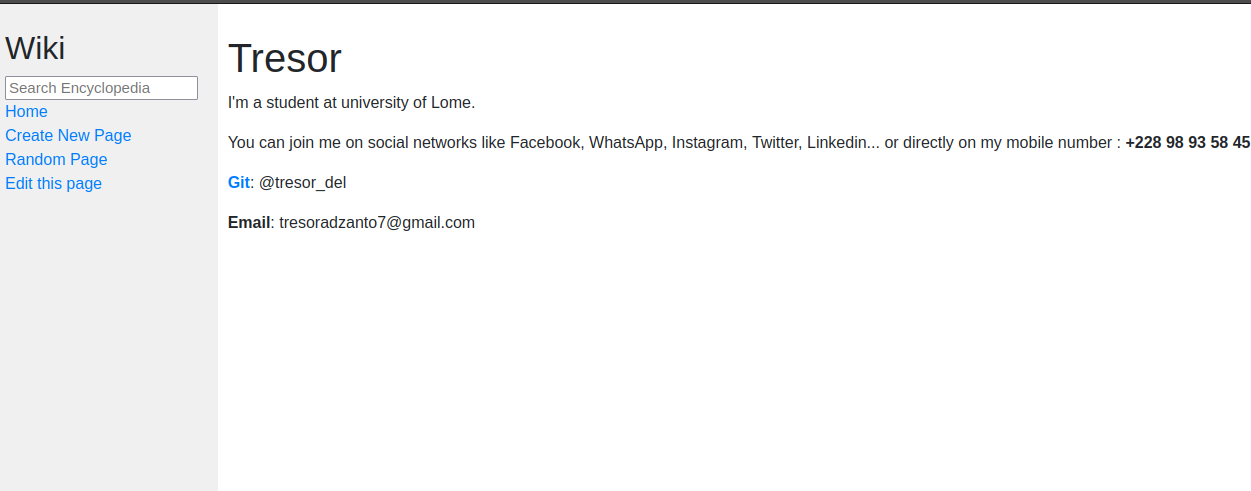 Wiki
Search Encyclopedia
Home
Create New Page
Random Page
Edit this page
Tresor
I'm a student at university of Lome.
You can join me on social networks like Facebook, WhatsApp, Instagram, Twitter, Linkedin... or directly on my mobile number : +228 98 93 58 45
Git: @tresor_del
Email: tresoradzanto7@gmail.com